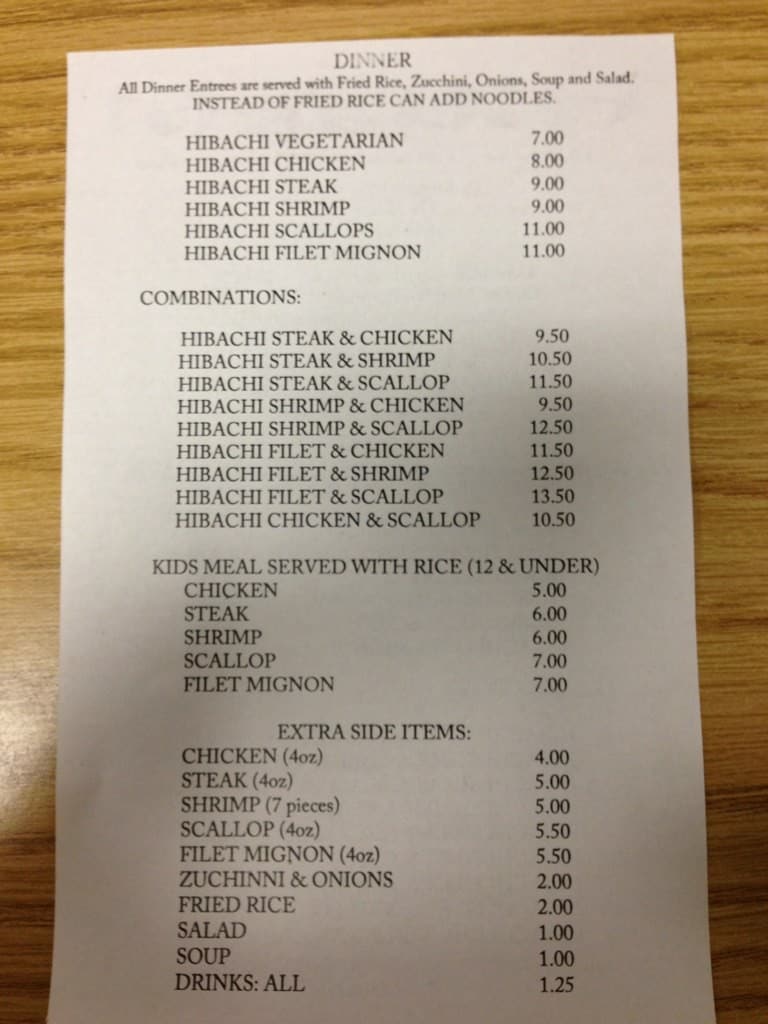 DINNER
All Dinner Entrees are served with Fried Rice, Zucchini, Onions, Soup and Salad.
INSTEAD OF FRIED RICE CAN ADD NOODLES.
HIBACHI VEGETARIAN 7.00
HIBACHI CHICKEN 8.00
HIBACHI STEAK 9.00
HIBACHI SHRIMP 9.00
HIBACHI SCALLOPS 11.00
HIBACHI FILET MIGNON 11.00
COMBINATIONS:
HIBACHI STEAK & CHICKEN 9.50
HIBACHI STEAK & SHRIMP 10.50
HIBACHI STEAK & SCALLOP 11.50
HIBACHI SHRIMP & CHICKEN 9.50
HIBACHI SHRIMP & SCALLOP 12.50
HIBACHI FILET & CHICKEN 11.50
HIBACHI FILET & SHRIMP 12.50
HIBACHI FILET & SCALLOP 13.50
HIBACHI CHICKEN & SCALLOP 10.50
KIDS MEAL SERVED WITH RICE (12 & UNDER)
CHICKEN 5.00
STEAK 6.00
SHRIMP 6.00
SCALLOP 7.00
FILET MIGNON 7.00
EXTRA SIDE ITEMS:
CHICKEN (4oz) 4.00
STEAK (4oz) 5.00
SHRIMP (7 pieces) 5.00
SCALLOP (4oz) 5.50
FILET MIGNON (4oz) 5.50
ZUCHINNI & ONIONS 2.00
FRIED RICE 2.00
SALAD 1.00
SOUP 1.00
DRINKS: ALL 1.25